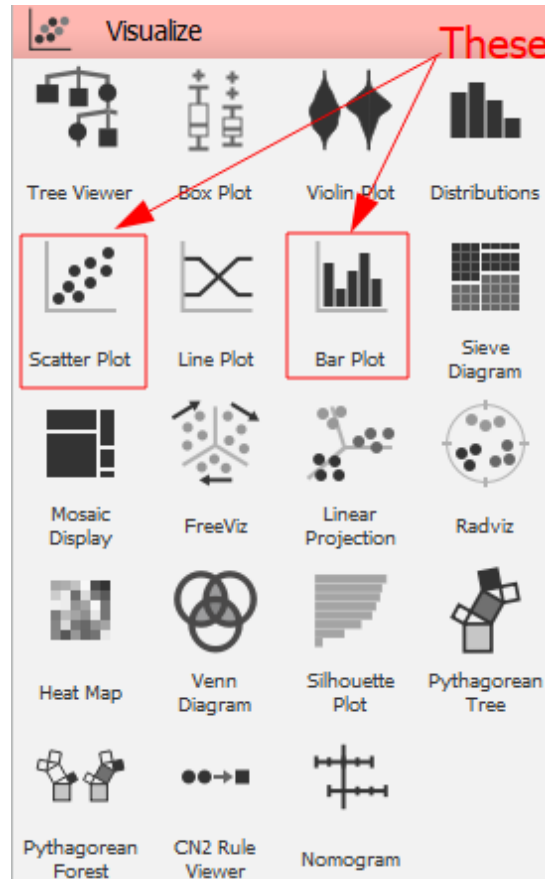 Visualize
These
Tree Viewer
Box Plot
Violin Plot
Distributions
Scatter Plot
Line Plot
Bar Plot
Sieve
Diagram
Mosaic
Display
FreeViz
Linear
Projection
Radviz
Heat Map
Venn
Diagram
Silhouette
Plot
Pythagorean
Tree
Pythagorean
Forest
CN2 Rule
Viewer
Nomogram